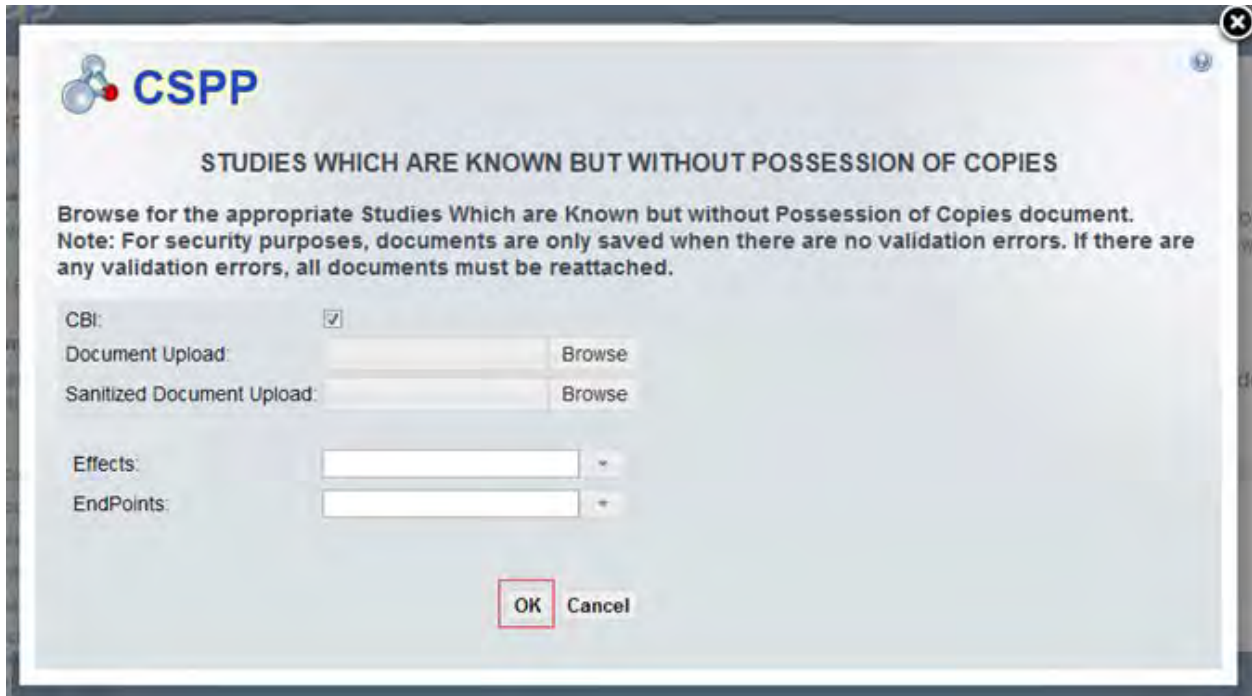 CSPP
STUDIES WHICH ARE KNOWN BUT WITHOUT POSSESSION OF COPIES
Browse for the appropriate Studies Which are Known but without Possession of Copies document.
Note: For security purposes, documents are only saved when there are no validation errors. If there are
any validation errors, all documents must be reattached.
CBI:
Document Upload: Browse
Sanitized Document Upload: Browse
Effects:
EndPoints:
OK Cancel